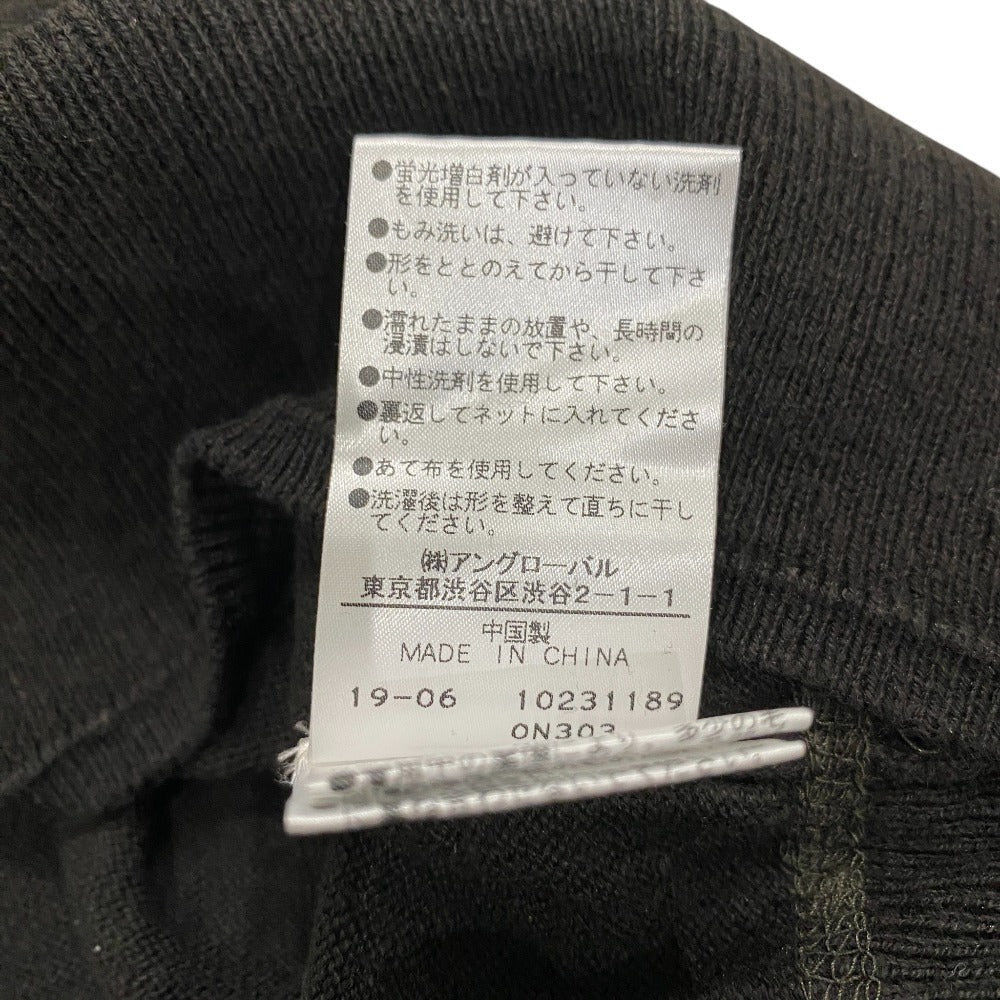 ●蛍光増白剤が入っていない洗剤
を使用して下さい。
●もみ洗いは、避けて下さい。
●形をととのえてから干して下さ
い。
●濡れたままの放置や、長時間の
浸漬はしないで下さい。
●中性洗剤を使用して下さい。
●裏返してネットに入れてくださ
い。
●あて布を使用してください。
●洗濯後は形を整えて直ちに干し
てください。
㈱アングローバル
東京都渋谷区渋谷2-1-1
中国製
MADE IN CHINA
19-06 10231189
0N303